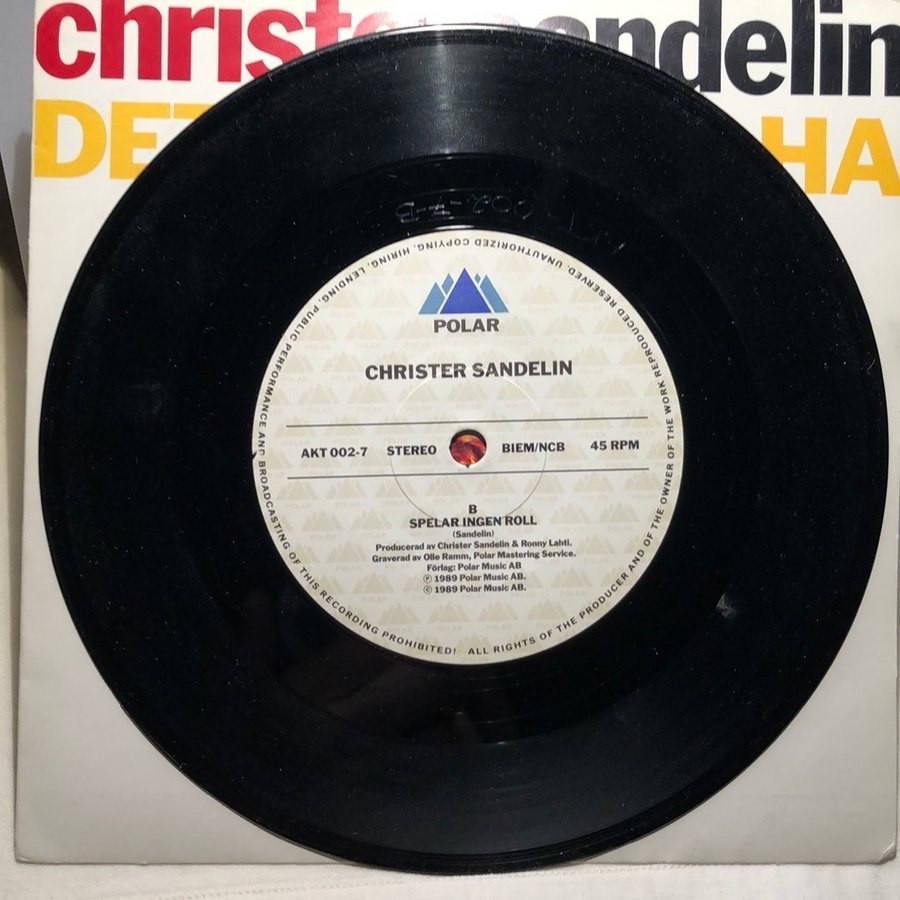 christe ndelin
DET HA
002-7-B
POLAR
CHRISTER SANDELIN
AKT 002-7 STEREO BIEM/NCB 45 RPM
B
SPELAR INGEN ROLL
(Sandelin)
Producerad av Christer Sandelin & Ronny Lahti.
Graverad av Olle Ramm, Polar Mastering Service.
Förlag: Polar Music AB
Ⓟ 1989 Polar Music AB.
© 1989 Polar Music AB.
ALL RIGHTS OF THE PRODUCER AND OF THE OWNER OF THE WORK REPRODUCED RESERVED. UNAUTHORIZED COPYING, HIRING, LENDING, PUBLIC PERFORMANCE AND BROADCASTING OF THIS RECORDING PROHIBITED!